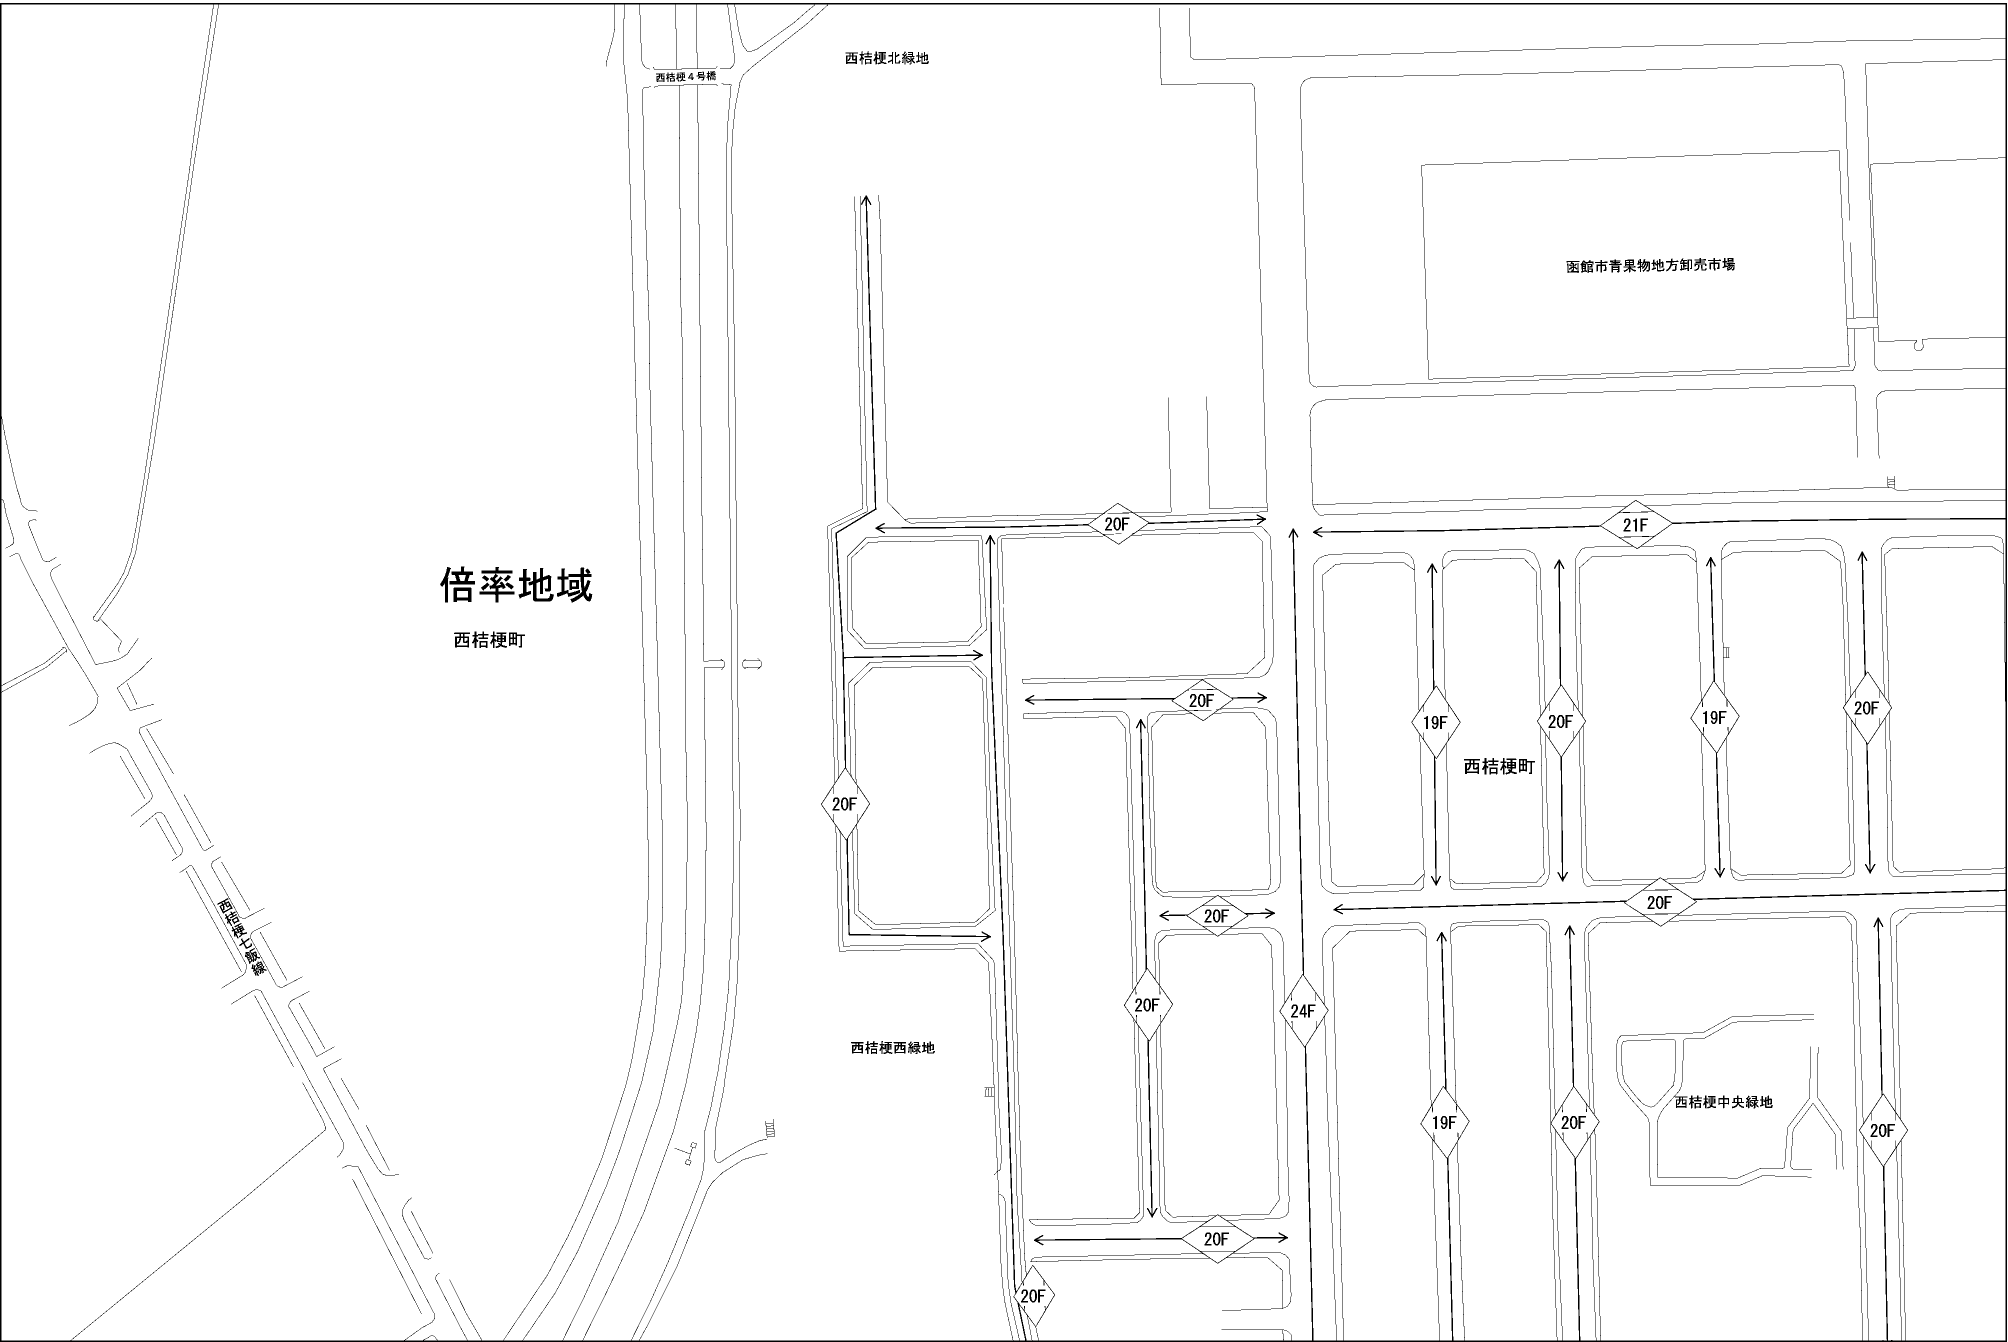 西桔梗北緑地
西桔梗4号橋
函館市青果物地方卸売市場
20F
21F
倍率地域
西桔梗町
20F
19F
20F
19F
20F
西桔梗町
20F
20F
20F
西桔梗七飯線
20F
24F
西桔梗西緑地
19F
20F
西桔梗中央緑地
20F
20F
20F